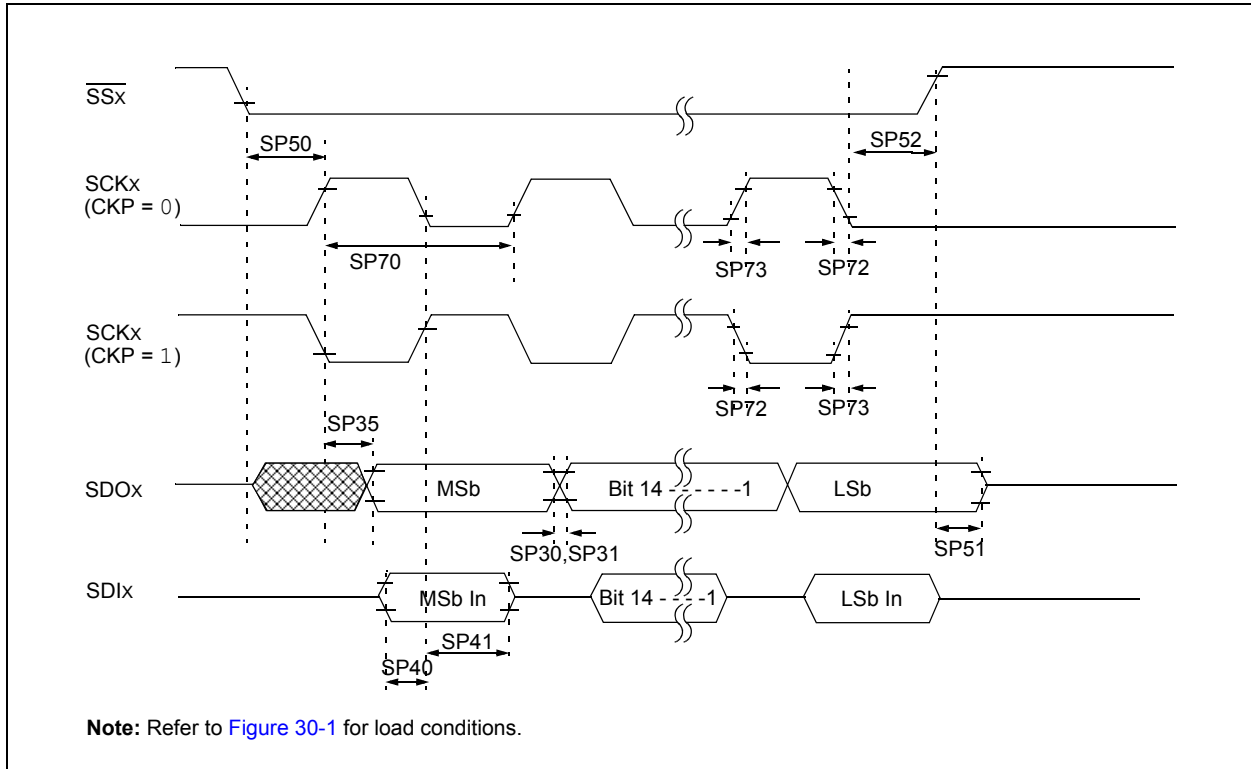 SSx
SP50
SP52
SCKx
(CKP = 0)
SP70
SP73
SP72
SCKx
(CKP = 1)
SP72
SP73
SP35
SDOx
MSb
Bit 14 - - - - - -1
LSb
SP30,SP31
SP51
SDIx
MSb In
Bit 14 - - - -1
LSb In
SP41
SP40
Note: Refer to Figure 30-1 for load conditions.